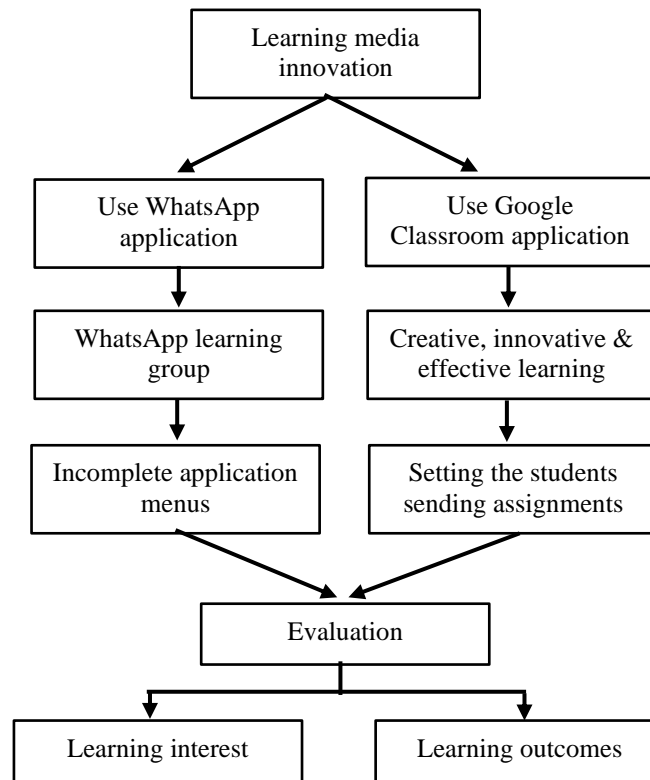 Learning media
innovation
Use WhatsApp
application
Use Google
Classroom application
WhatsApp learning
group
Creative, innovative &
effective learning
Incomplete application
menus
Setting the students
sending assignments
Evaluation
Learning interest
Learning outcomes